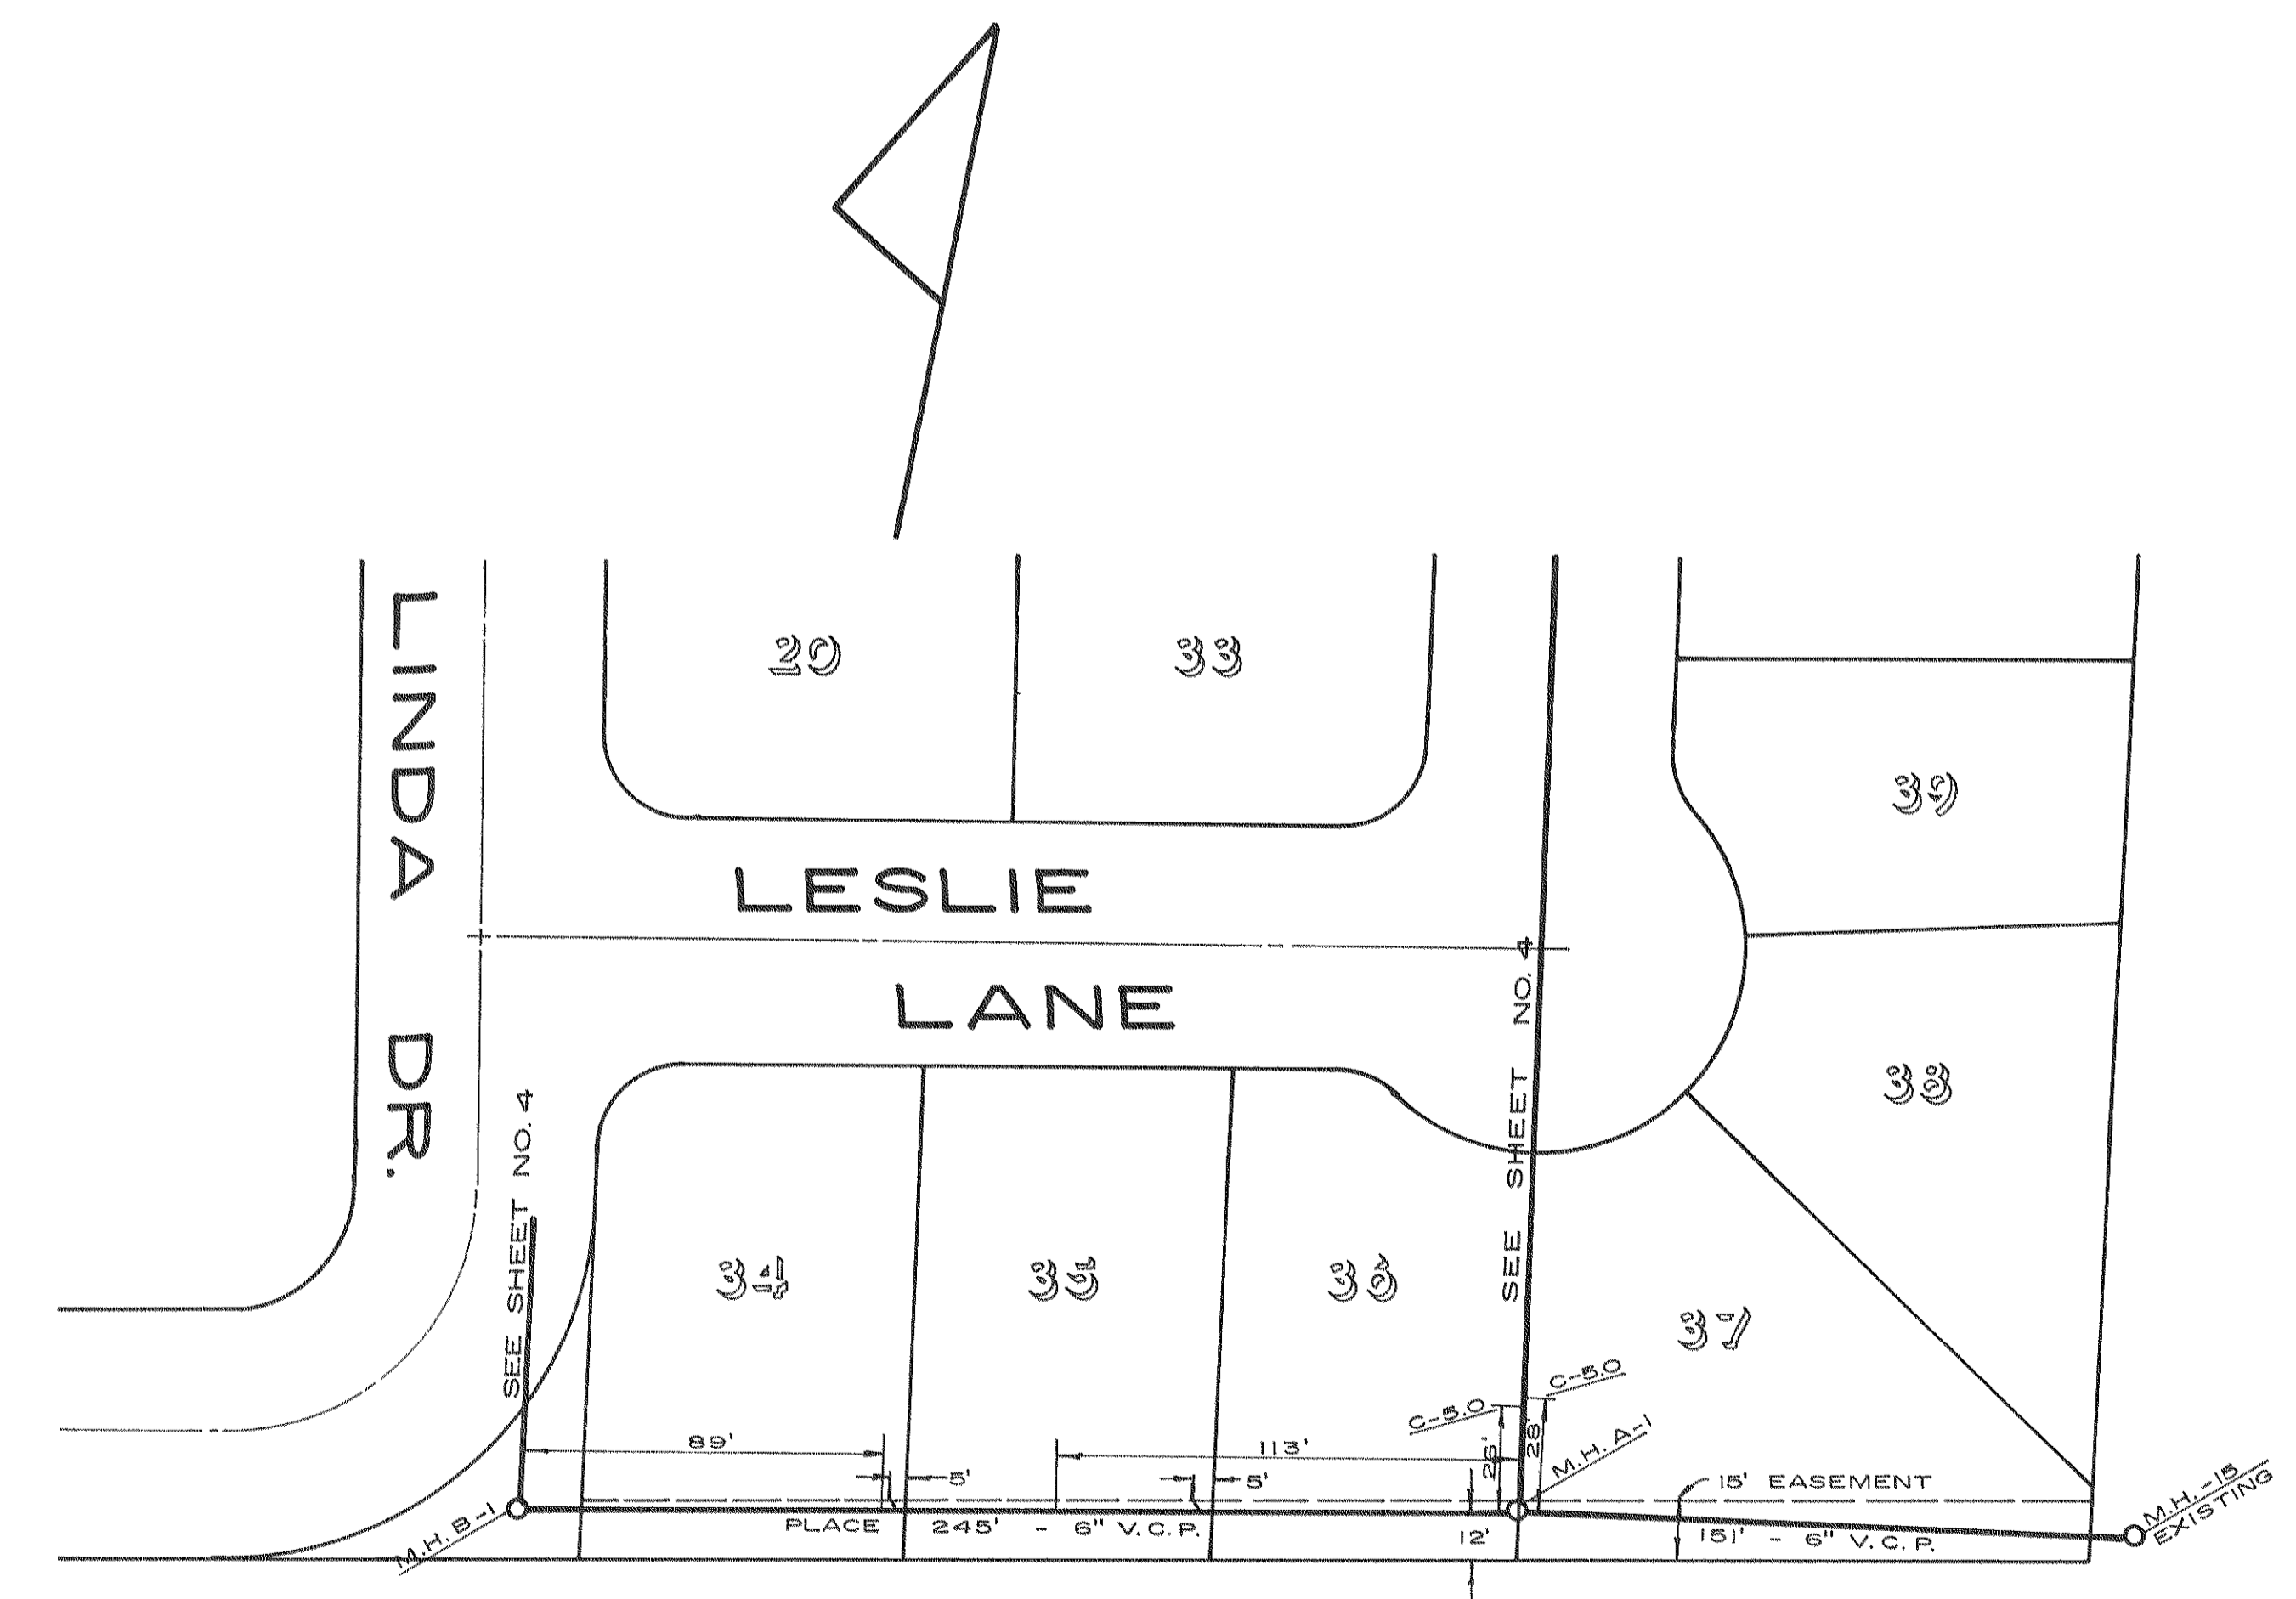 LINDA DR.
20
33
39
LESLIE
LANE
38
SEE SHEET NO. 4
SEE SHEET NO. 4
34
35
36
37
C-5.0
C-5.0
89'
113'
26'
28'
M.H. A-1
5'
5'
15' EASEMENT
M.H. B-1
PLACE 245' - 6" V.C.P.
12'
151' - 6" V.C.P.
M.H.-15
EXISTING